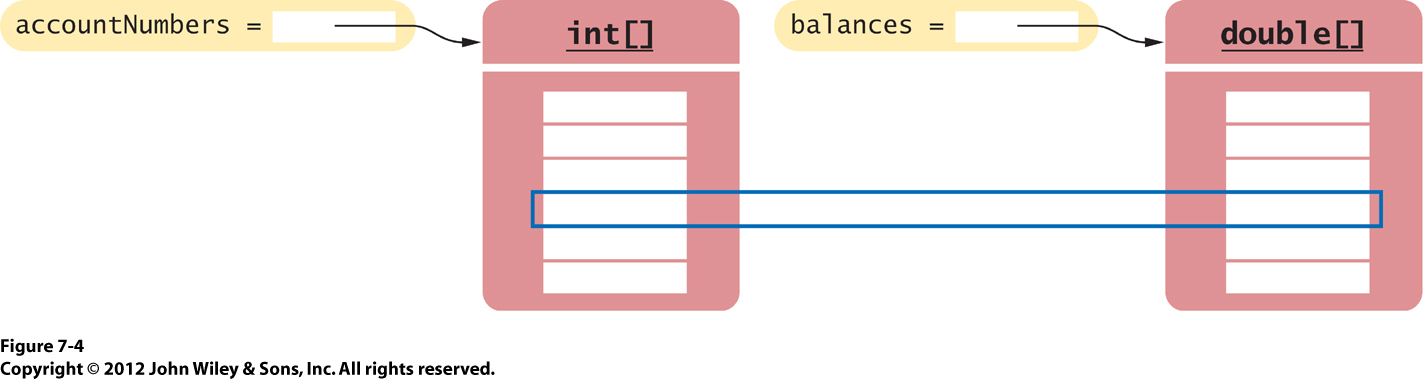 accountNumbers =
int[]
balances =
double[]
Figure 7-4
Copyright © 2012 John Wiley & Sons, Inc. All rights reserved.